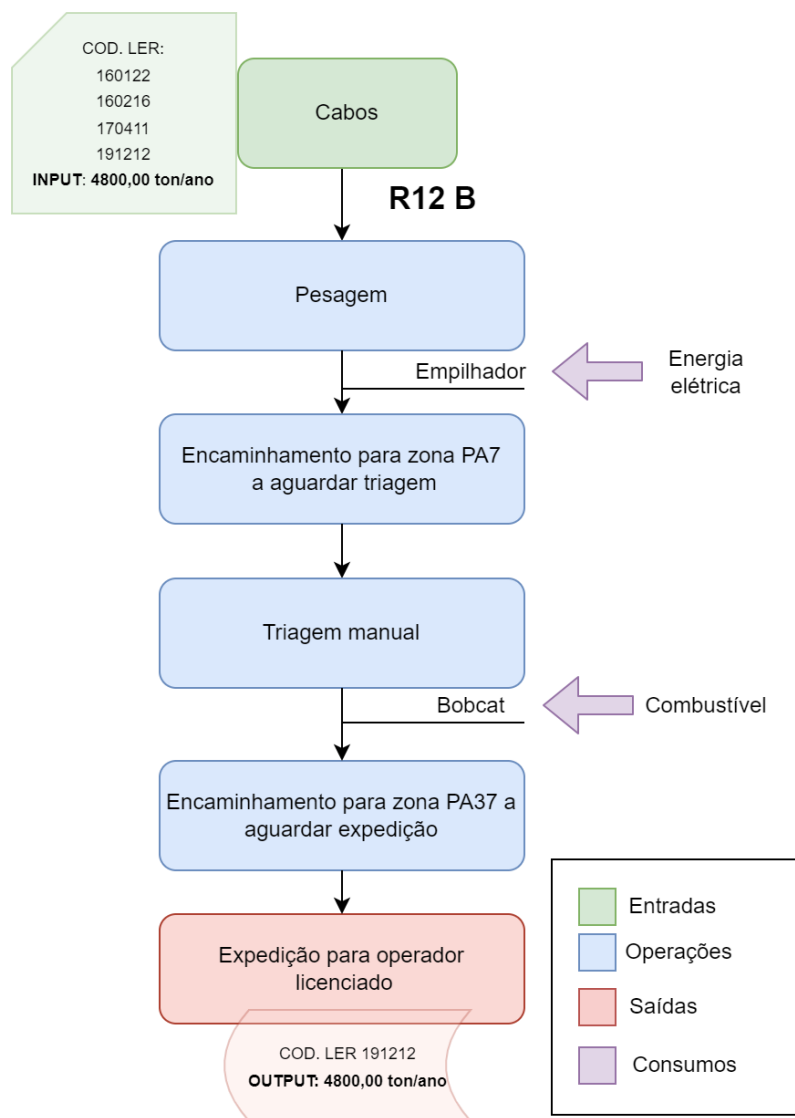 COD. LER:
160122
160216
170411
191212
INPUT: 4800,00 ton/ano
Cabos
R12 B
Pesagem
Empilhador
Energia
elétrica
Encaminhamento para zona PA7
a aguardar triagem
Triagem manual
Bobcat
Combustível
Encaminhamento para zona PA37 a
aguardar expedição
Expedição para operador
licenciado
COD. LER 191212
OUTPUT: 4800,00 ton/ano
Entradas
Operações
Saídas
Consumos